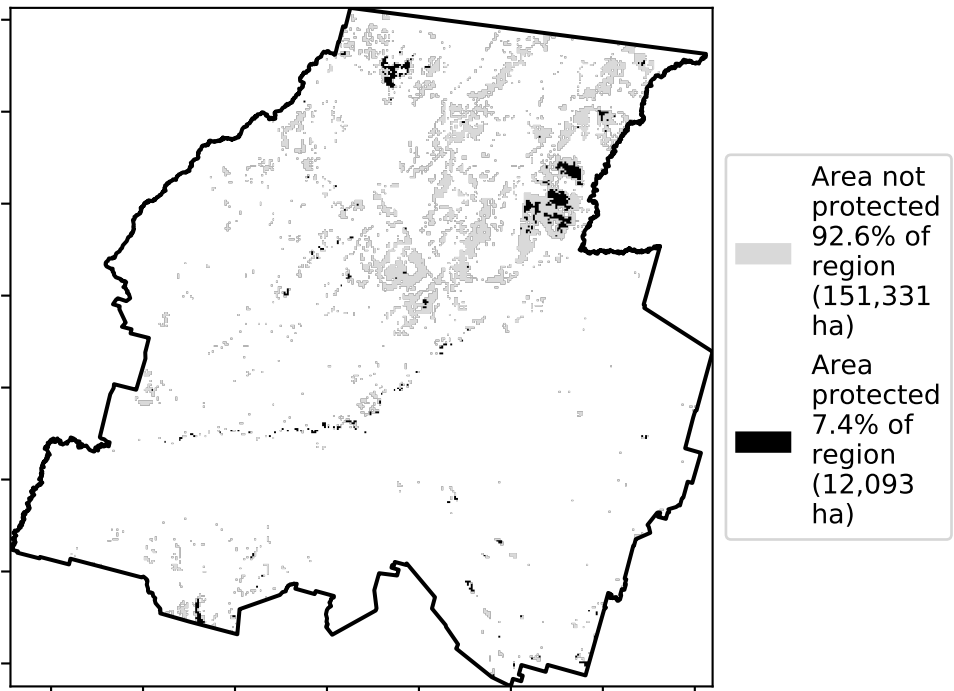 Area not
protected
92.6% of
region
(151,331
ha)
Area
protected
7.4% of
region
(12,093
ha)